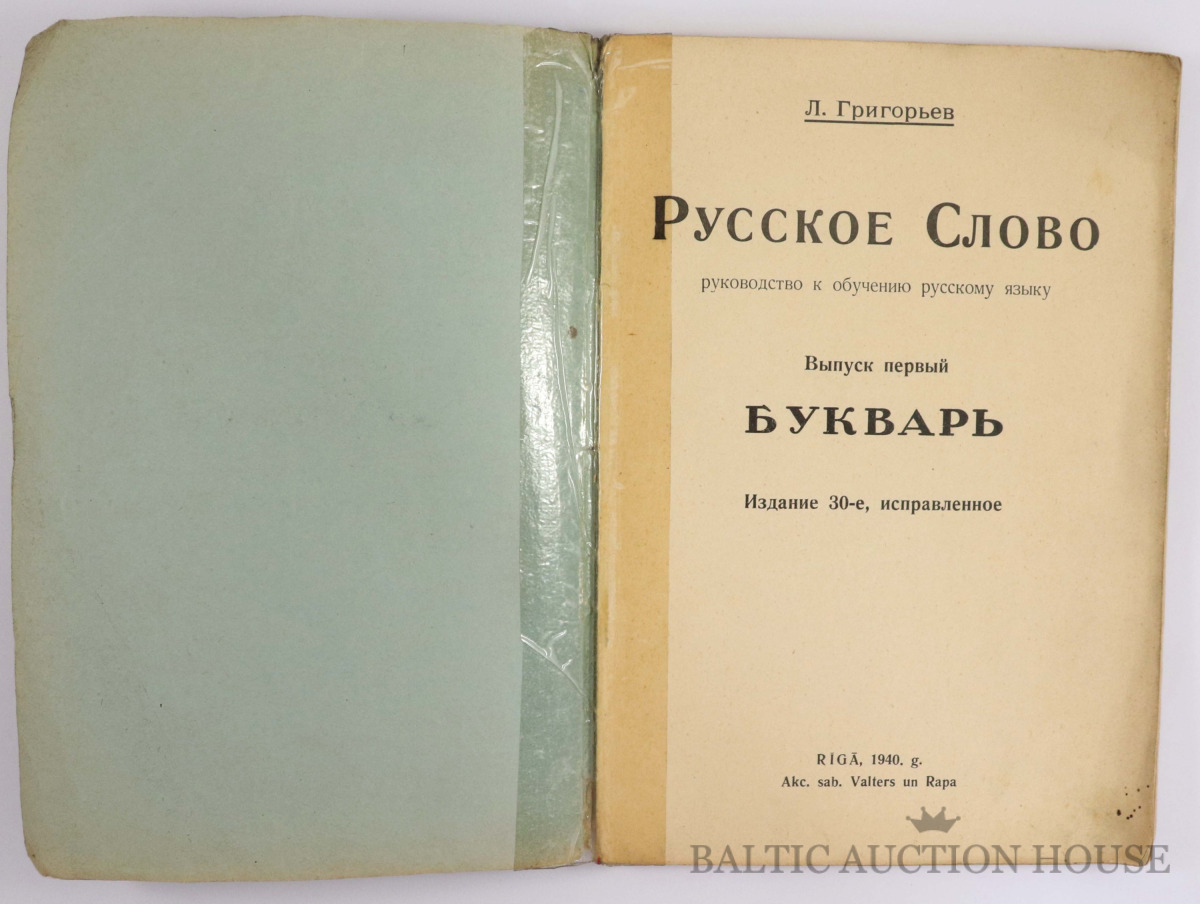 Л. Григорьев
Русское Слово
руководство к обучению русскому языку
Выпуск первый
БУКВАРЬ
Издание 30-е, исправленное
RĪGĀ, 1940. g.
Akc. sab. Valters un Rapa
BALTIC AUCTION HOUSE